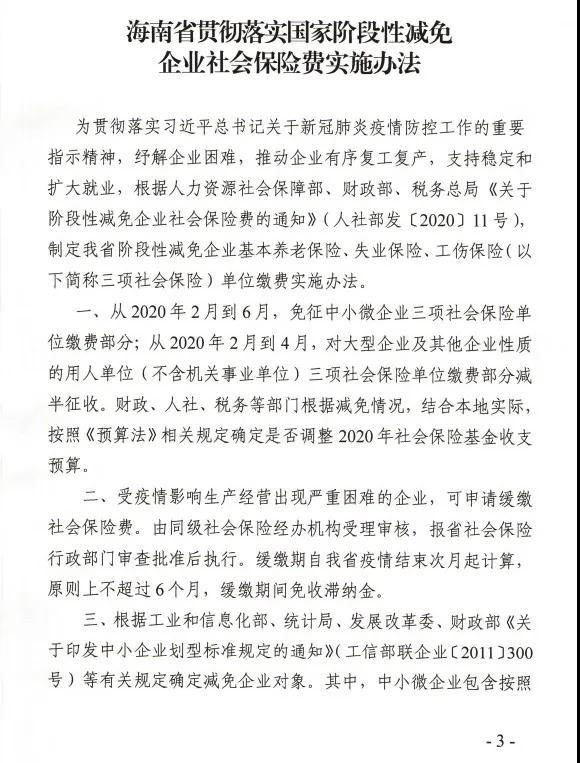 海南省贯彻落实国家阶段性减免
企业社会保险费实施办法
为贯彻落实习近平总书记关于新冠肺炎疫情防控工作的重要
指示精神，纾解企业困难，推动企业有序复工复产，支持稳定和
扩大就业，根据人力资源社会保障部、财政部、税务总局《关于
阶段性减免企业社会保险费的通知》（人社部发〔2020〕11号），
制定我省阶段性减免企业基本养老保险、失业保险、工伤保险（以
下简称三项社会保险）单位缴费实施办法。
一、从2020年2月到6月，免征中小微企业三项社会保险单
位缴费部分；从2020年2月到4月，对大型企业及其他企业性质
的用人单位（不含机关事业单位）三项社会保险单位缴费部分减
半征收。财政、人社、税务等部门根据减免情况，结合本地实际，
按照《预算法》相关规定确定是否调整2020年社会保险基金收支
预算。
二、受疫情影响生产经营出现严重困难的企业，可申请缓缴
社会保险费。由同级社会保险经办机构受理审核，报省社会保险
行政部门审查批准后执行。缓缴期自我省疫情结束次月起计算，
原则上不超过6个月，缓缴期间免收滞纳金。
三、根据工业和信息化部、统计局、发展改革委、财政部《关
于印发中小企业划型标准规定的通知》（工信部联企业〔2011〕300
号）等有关规定确定减免企业对象。其中，中小微企业包含按照
- 3 -